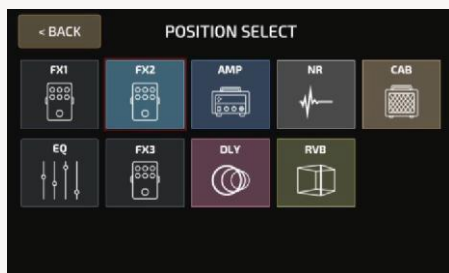 < BACK
POSITION SELECT
FX1
FX2
AMP
NR
CAB
EQ
FX3
DLY
RVB